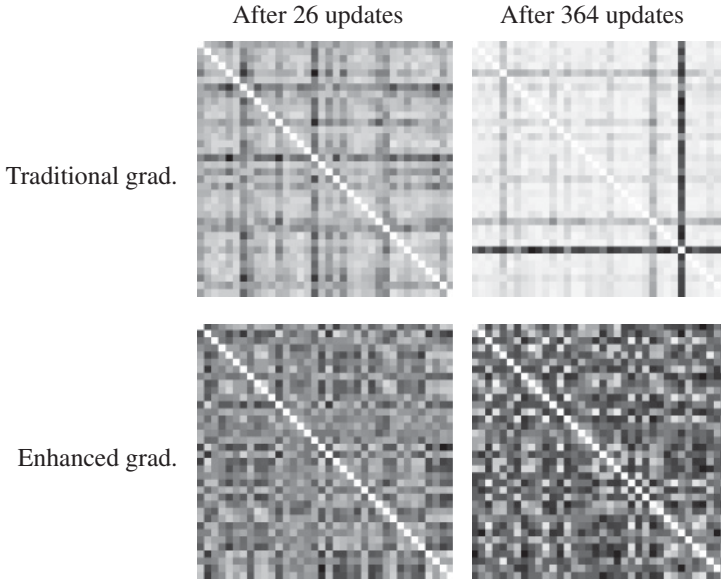 After 26 updates
After 364 updates
Traditional grad.
Enhanced grad.